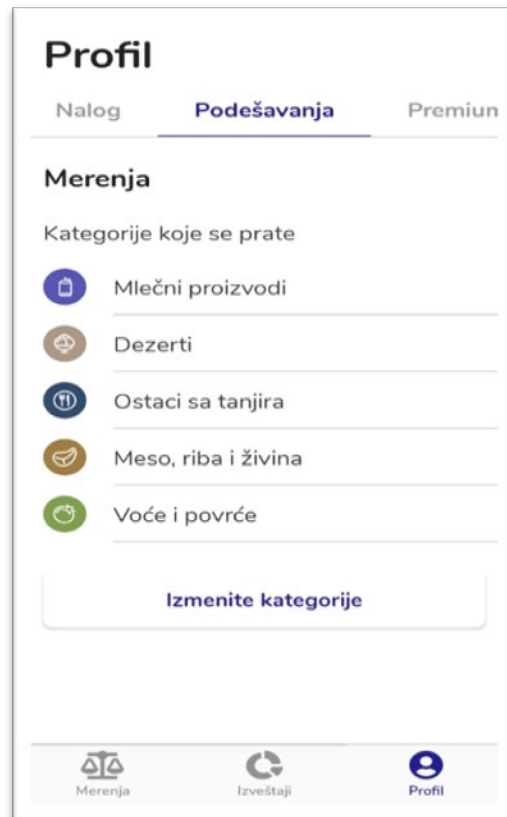 Profil
Nalog Podešavanja Premiun
Merenja
Kategorije koje se prate
Mlečni proizvodi
Dezerti
Ostaci sa tanjira
Meso, riba i živina
Voće i povrće
Izmenite kategorije
Merenja Izveštaji Profil